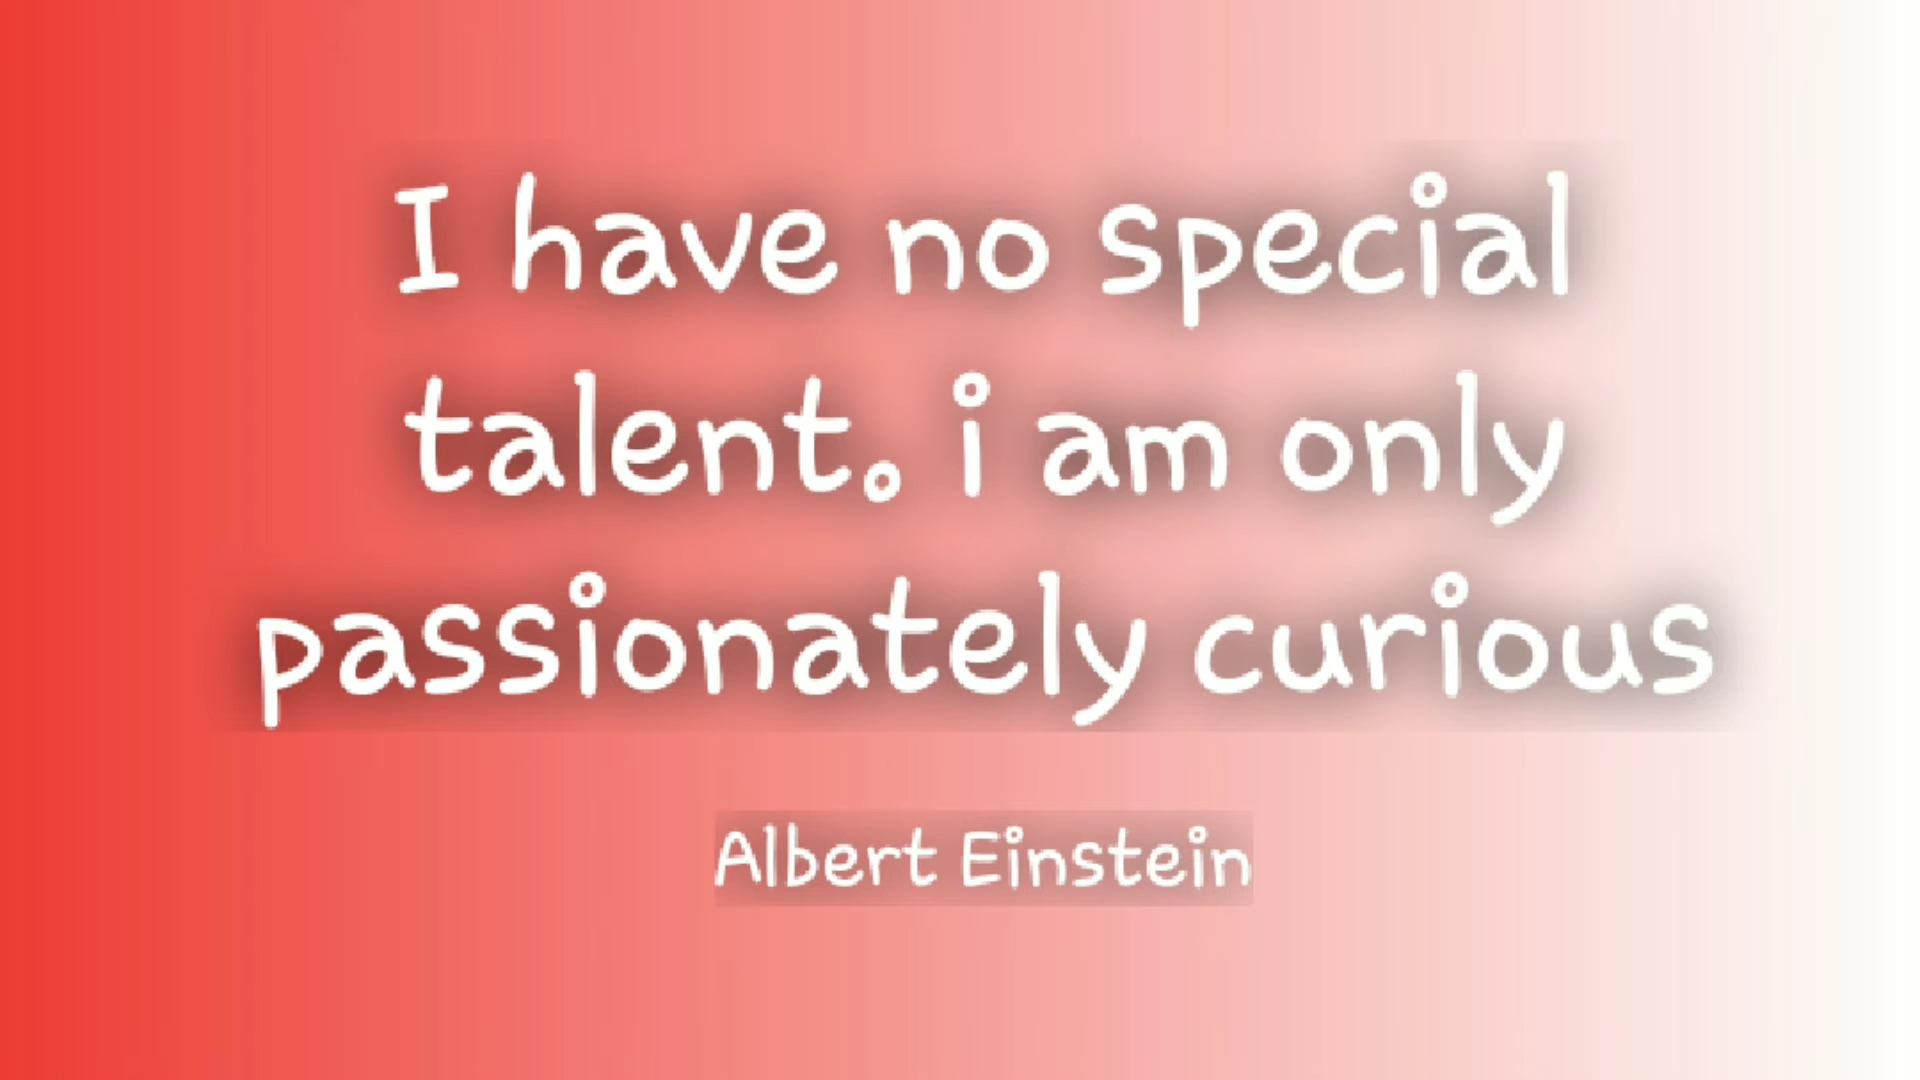 I have no special
talent. i am only
passionately curious
Albert Einstein